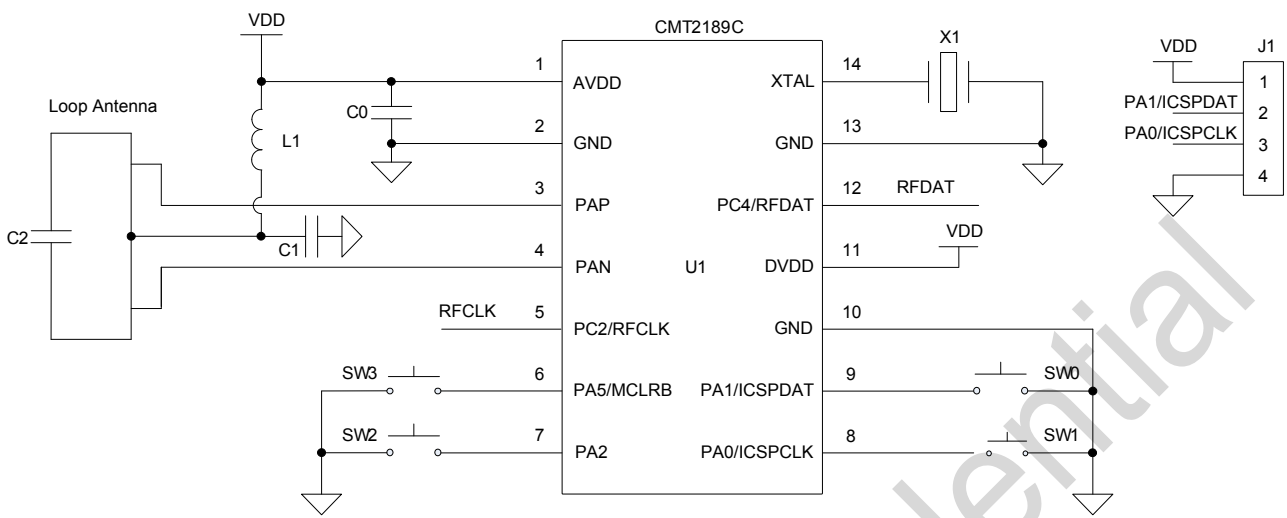 VDD
CMT2189C
X1
J1
VDD
1
AVDD
XTAL
14
1
PA1/ICSPDAT
2
PA0/ICSPCLK
3
4
Loop Antenna
C0
L1
2
GND
GND
13
3
PAP
PC4/RFDAT
12
RFDAT
C2
C1
VDD
4
PAN
U1
DVDD
11
RFCLK
5
PC2/RFCLK
GND
10
SW3
6
PA5/MCLRB
PA1/ICSPDAT
9
SW0
SW2
7
PA2
PA0/ICSPCLK
8
SW1
ential